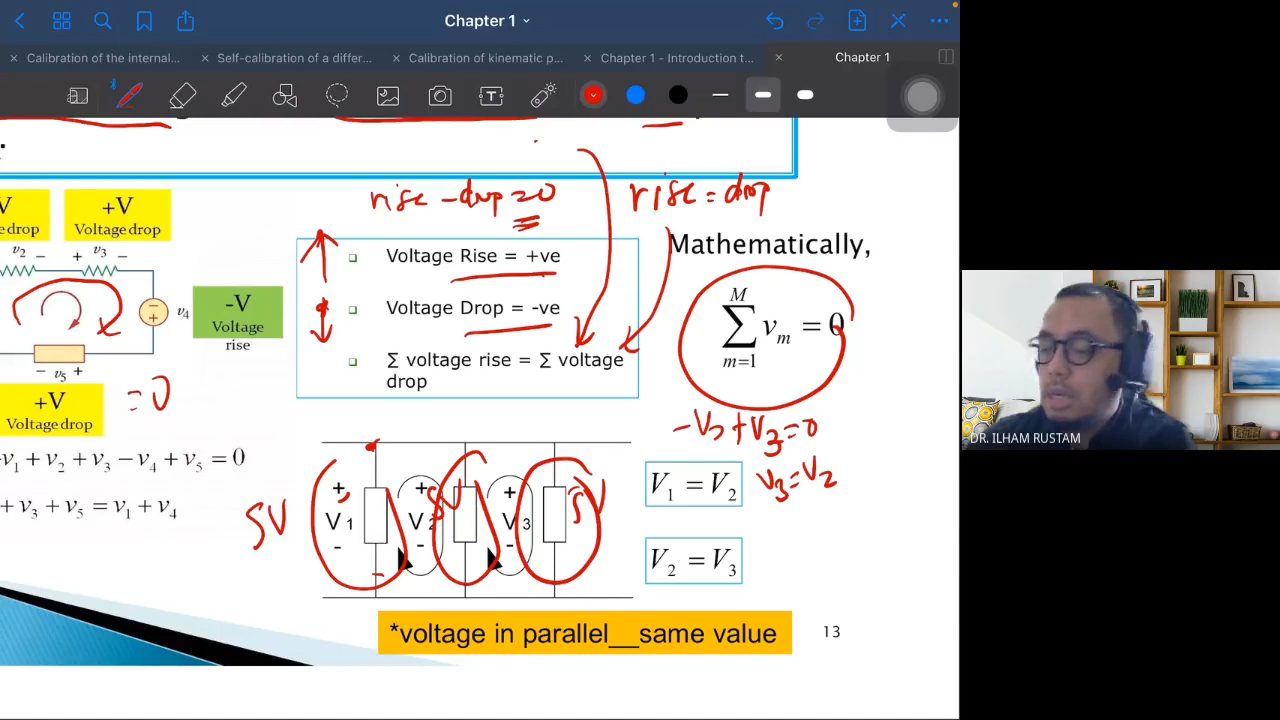 Chapter 1
Calibration of the internal...
Self-calibration of a differ...
Calibration of kinematic p...
Chapter 1 - Introduction t...
Chapter 1
rise - drop = 0
rise = drop
V
drop
+V
Voltage drop
v2
v3
v4
v5
-V
Voltage
rise
+V
Voltage drop
= 0
Voltage Rise = +ve
Voltage Drop = -ve
Σ voltage rise = Σ voltage
drop
Mathematically,
M
∑ vm = 0
m=1
+ V3 = 0
V3 = V2
v1 + v2 + v3 − v4 + v5 = 0
+ v3 + v5 = v1 + v4
5V
+
V1
-
+
V2
-
5V
+
V3
-
5V
V1 = V2
V2 = V3
*voltage in parallel__same value
13
DR. ILHAM RUSTAM